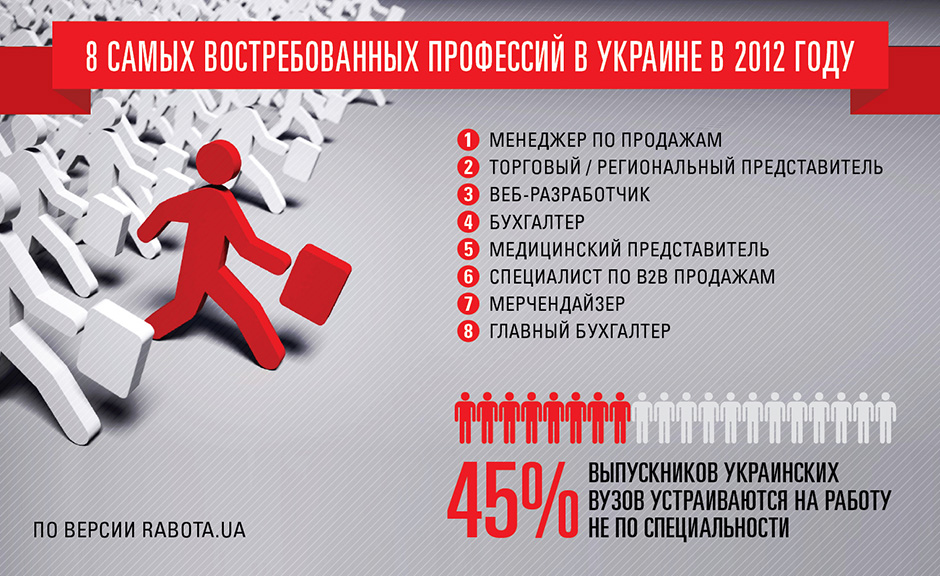 8 САМЫХ ВОСТРЕБОВАННЫХ ПРОФЕССИЙ В УКРАИНЕ В 2012 ГОДУ
1 МЕНЕДЖЕР ПО ПРОДАЖАМ
2 ТОРГОВЫЙ / РЕГИОНАЛЬНЫЙ ПРЕДСТАВИТЕЛЬ
3 ВЕБ-РАЗРАБОТЧИК
4 БУХГАЛТЕР
5 МЕДИЦИНСКИЙ ПРЕДСТАВИТЕЛЬ
6 СПЕЦИАЛИСТ ПО B2B ПРОДАЖАМ
7 МЕРЧЕНДАЙЗЕР
8 ГЛАВНЫЙ БУХГАЛТЕР
45% ВЫПУСКНИКОВ УКРАИНСКИХ
ВУЗОВ УСТРАИВАЮТСЯ НА РАБОТУ
НЕ ПО СПЕЦИАЛЬНОСТИ
ПО ВЕРСИИ RABOTA.UA